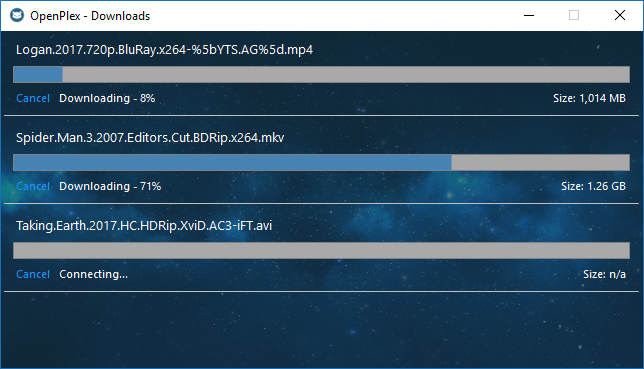 OpenPlex - Downloads
Logan.2017.720p.BluRay.x264-%5bYTS.AG%5d.mp4
Cancel Downloading - 8% Size: 1,014 MB
Spider.Man.3.2007.Editors.Cut.BDRip.x264.mkv
Cancel Downloading - 71% Size: 1.26 GB
Taking.Earth.2017.HC.HDRip.XviD.AC3-iFT.avi
Cancel Connecting... Size: n/a